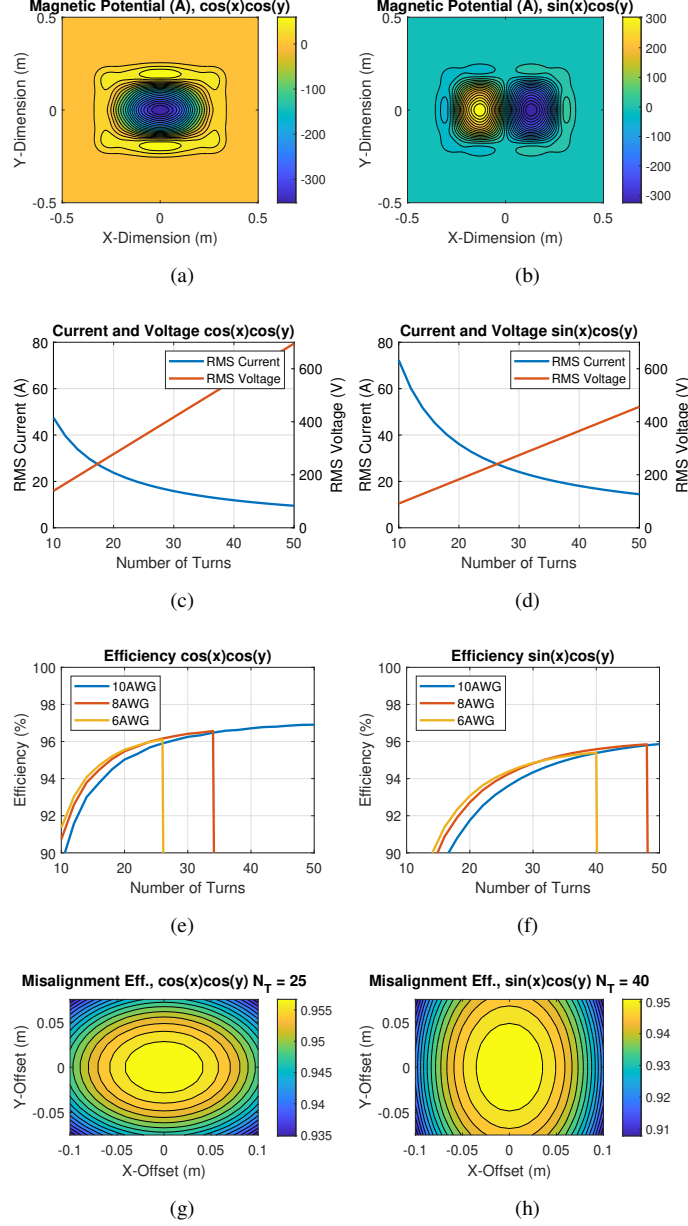 Magnetic Potential (A), cos(x)cos(y)
0.5
0
-0.5
-0.5 0 0.5
Y-Dimension (m)
X-Dimension (m)
0
-100
-200
-300
(a)
Magnetic Potential (A), sin(x)cos(y)
0.5
0
-0.5
-0.5 0 0.5
Y-Dimension (m)
X-Dimension (m)
300
200
100
0
-100
-200
-300
(b)
Current and Voltage cos(x)cos(y)
RMS Current
RMS Voltage
80
60
40
20
0
RMS Current (A)
600
400
200
0
RMS Voltage (V)
10 20 30 40 50
Number of Turns
(c)
Current and Voltage sin(x)cos(y)
RMS Current
RMS Voltage
80
60
40
20
0
RMS Current (A)
600
400
200
0
RMS Voltage (V)
10 20 30 40 50
Number of Turns
(d)
Efficiency cos(x)cos(y)
10AWG
8AWG
6AWG
100
98
96
94
92
90
Efficiency (%)
10 20 30 40 50
Number of Turns
(e)
Efficiency sin(x)cos(y)
10AWG
8AWG
6AWG
100
98
96
94
92
90
Efficiency (%)
10 20 30 40 50
Number of Turns
(f)
Misalignment Eff., cos(x)cos(y) N_T = 25
0.05
0
-0.05
Y-Offset (m)
-0.1 -0.05 0 0.05 0.1
X-Offset (m)
0.955
0.95
0.945
0.94
0.935
(g)
Misalignment Eff., sin(x)cos(y) N_T = 40
0.05
0
-0.05
Y-Offset (m)
-0.1 -0.05 0 0.05 0.1
X-Offset (m)
0.95
0.94
0.93
0.92
0.91
(h)